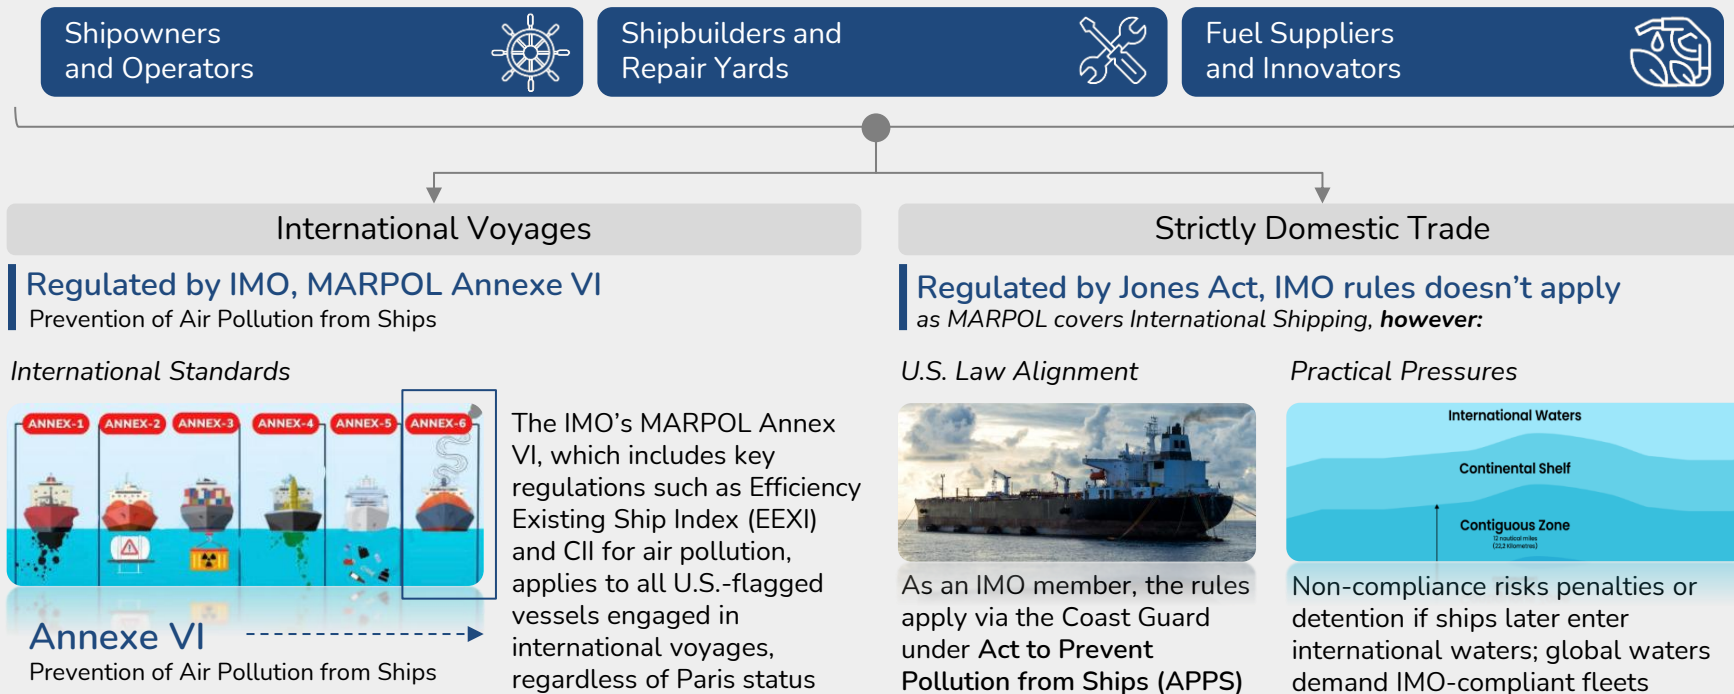 Shipowners
and Operators
Shipbuilders and
Repair Yards
Fuel Suppliers
and Innovators
International Voyages
Regulated by IMO, MARPOL Annexe VI
Prevention of Air Pollution from Ships
International Standards
ANNEX-1 ANNEX-2 ANNEX-3 ANNEX-4 ANNEX-5 ANNEX-6
Annexe VI
Prevention of Air Pollution from Ships
The IMO's MARPOL Annex
VI, which includes key
regulations such as Efficiency
Existing Ship Index (EEXI)
and CII for air pollution,
applies to all U.S.-flagged
vessels engaged in
international voyages,
regardless of Paris status
Strictly Domestic Trade
Regulated by Jones Act, IMO rules doesn't apply
as MARPOL covers International Shipping, however:
U.S. Law Alignment
As an IMO member, the rules
apply via the Coast Guard
under Act to Prevent
Pollution from Ships (APPS)
Practical Pressures
International Waters
Continental Shelf
Contiguous Zone
12 nautical miles
(22,2 Kilometres)
Non-compliance risks penalties or
detention if ships later enter
international waters; global waters
demand IMO-compliant fleets